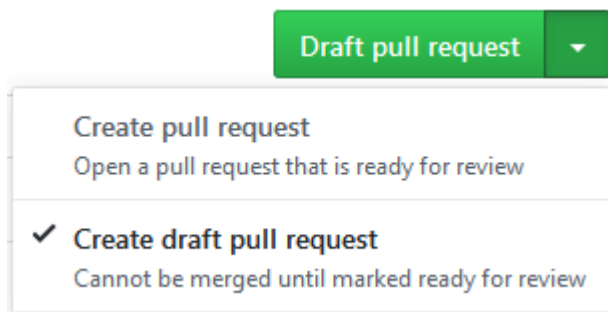 Draft pull request
Create pull request
Open a pull request that is ready for review
Create draft pull request
Cannot be merged until marked ready for review